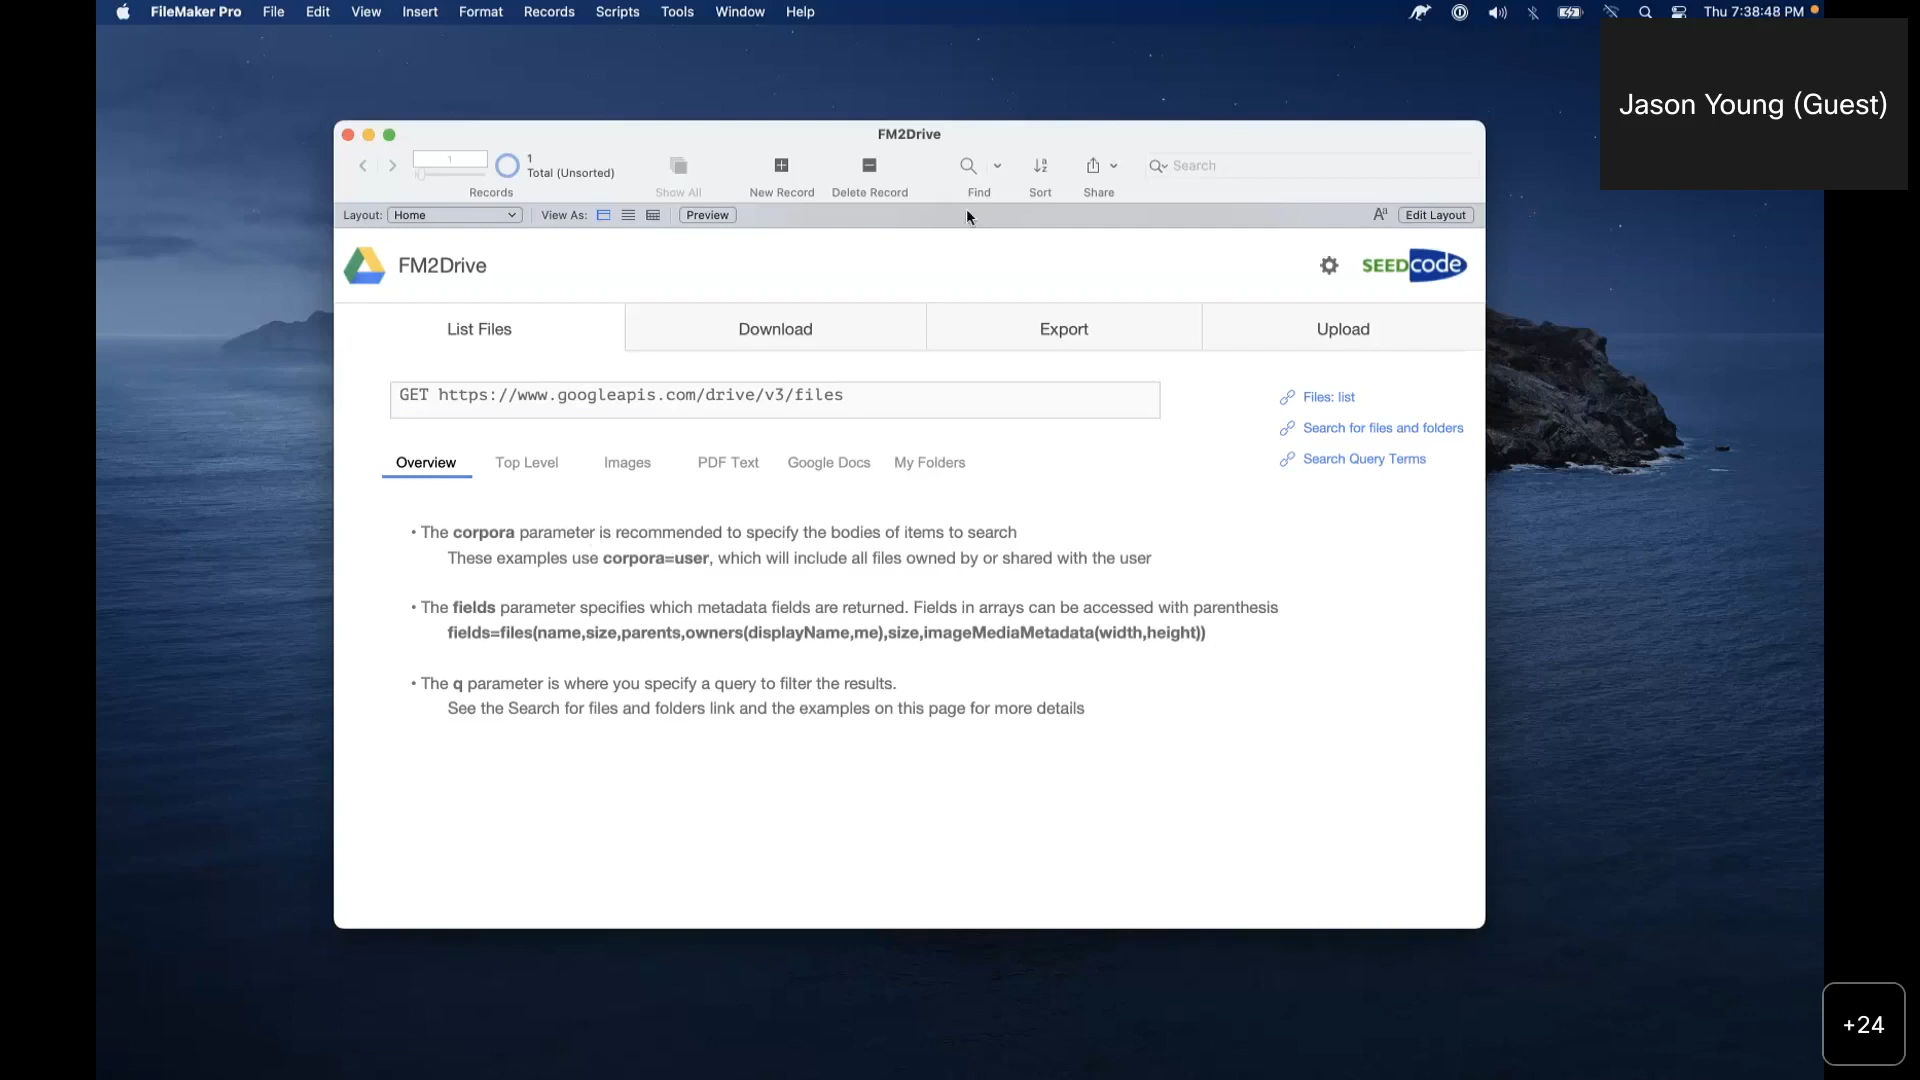 FileMaker Pro File Edit View Insert Format Records Scripts Tools Window Help Thu 7:38:48 PM
Jason Young (Guest)
FM2Drive
1
1
Total (Unsorted)
Search
Records Show All New Record Delete Record Find Sort Share
Layout: Home View As: Preview Aa Edit Layout
FM2Drive SEEDcode
List Files Download Export Upload
GET https://www.googleapis.com/drive/v3/files
Files: list
Search for files and folders
Search Query Terms
Overview Top Level Images PDF Text Google Docs My Folders
• The corpora parameter is recommended to specify the bodies of items to search
These examples use corpora=user, which will include all files owned by or shared with the user
• The fields parameter specifies which metadata fields are returned. Fields in arrays can be accessed with parenthesis
fields=files(name,size,parents,owners(displayName,me),size,imageMediaMetadata(width,height))
• The q parameter is where you specify a query to filter the results.
See the Search for files and folders link and the examples on this page for more details
+24